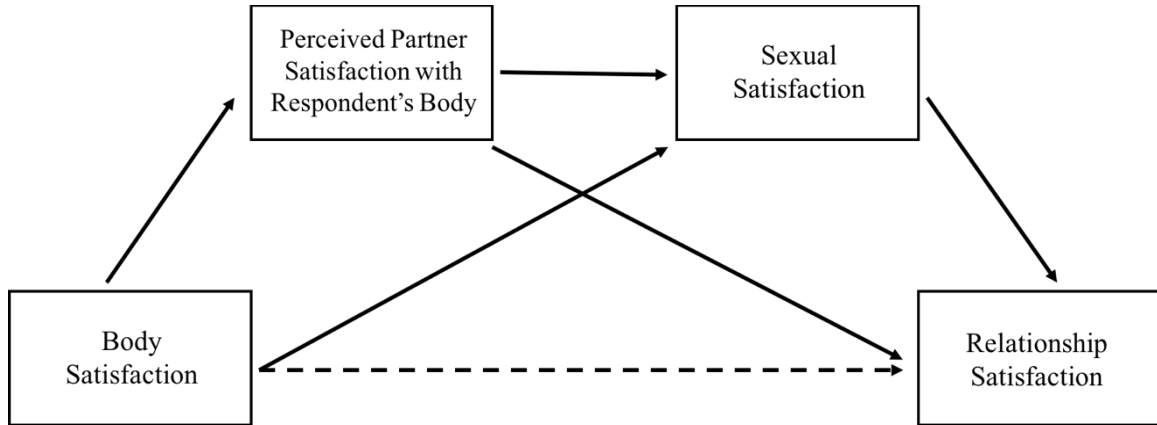 Perceived Partner
Satisfaction with
Respondent's Body
Sexual
Satisfaction
Body
Satisfaction
Relationship
Satisfaction